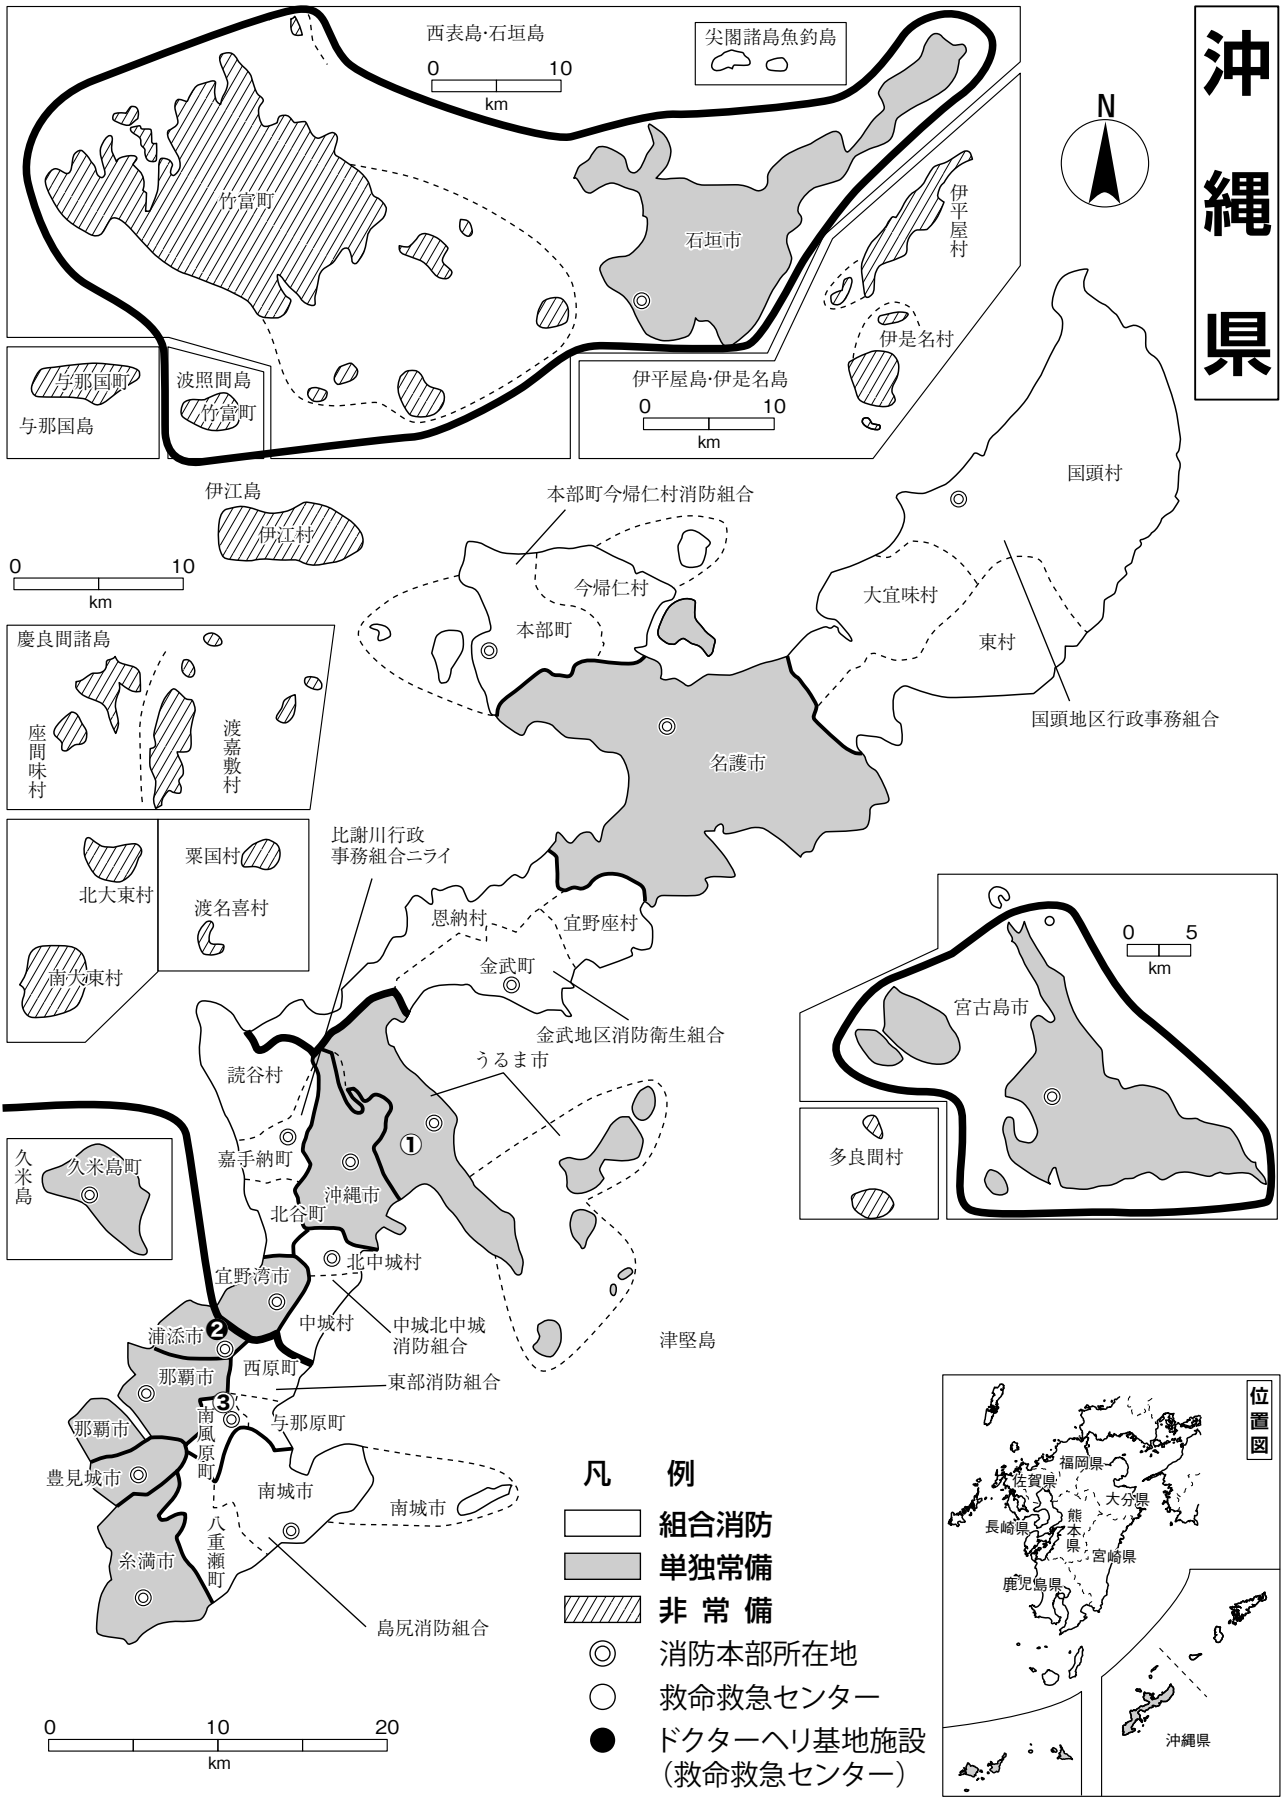 沖縄県
西表島・石垣島
0 10
km
尖閣諸島魚釣島
N
竹富町
石垣市
伊平屋村
伊是名村
与那国町
与那国島
波照間島
竹富町
伊平屋島・伊是名島
0 10
km
伊江島
伊江村
0 10
km
本部町今帰仁村消防組合
今帰仁村
本部町
国頭村
大宜味村
東村
国頭地区行政事務組合
名護市
慶良間諸島
座間味村
渡嘉敷村
北大東村
南大東村
粟国村
渡名喜村
比謝川行政
事務組合ニライ
恩納村
宜野座村
金武町
金武地区消防衛生組合
うるま市
読谷村
嘉手納町
沖縄市
北谷町
①
久米島
久米島町
宜野湾市
北中城村
中城村
中城北中城
消防組合
浦添市
❷
西原町
東部消防組合
那覇市
③
南風原町
与那原町
那覇市
豊見城市
南城市
南城市
八重瀬町
糸満市
島尻消防組合
津堅島
宮古島市
0 5
km
多良間村
0 10 20
km
凡 例
組合消防
単独常備
非常備
消防本部所在地
救命救急センター
ドクターヘリ基地施設
（救命救急センター）
位置図
福岡県
佐賀県
大分県
長崎県
熊本県
宮崎県
鹿児島県
沖縄県